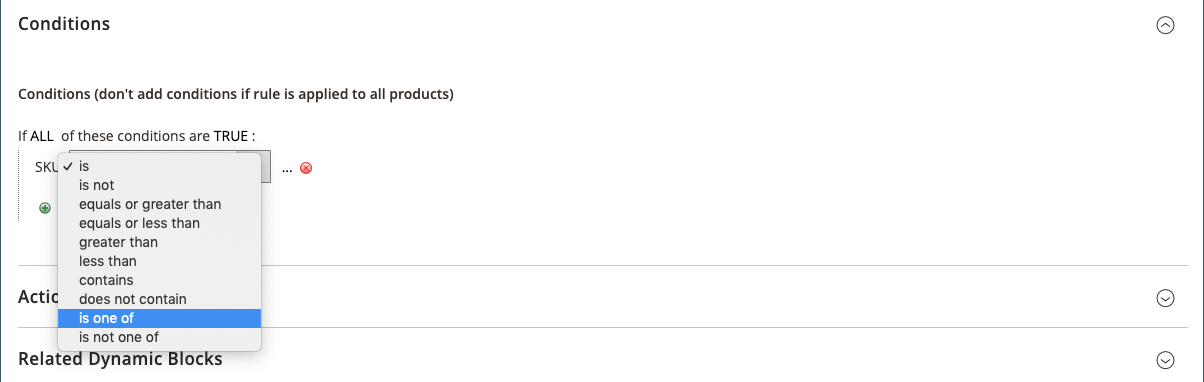 Conditions
Conditions (don't add conditions if rule is applied to all products)
If ALL of these conditions are TRUE :
SKU
...
✓ is
is not
equals or greater than
equals or less than
greater than
less than
contains
does not contain
is one of
is not one of
Related Dynamic Blocks